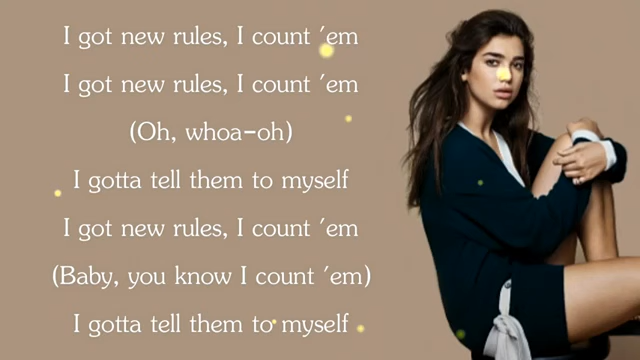 I got new rules, I count 'em
I got new rules, I count 'em
(Oh, whoa-oh)
I gotta tell them to myself
I got new rules, I count 'em
(Baby, you know I count 'em)
I gotta tell them to myself